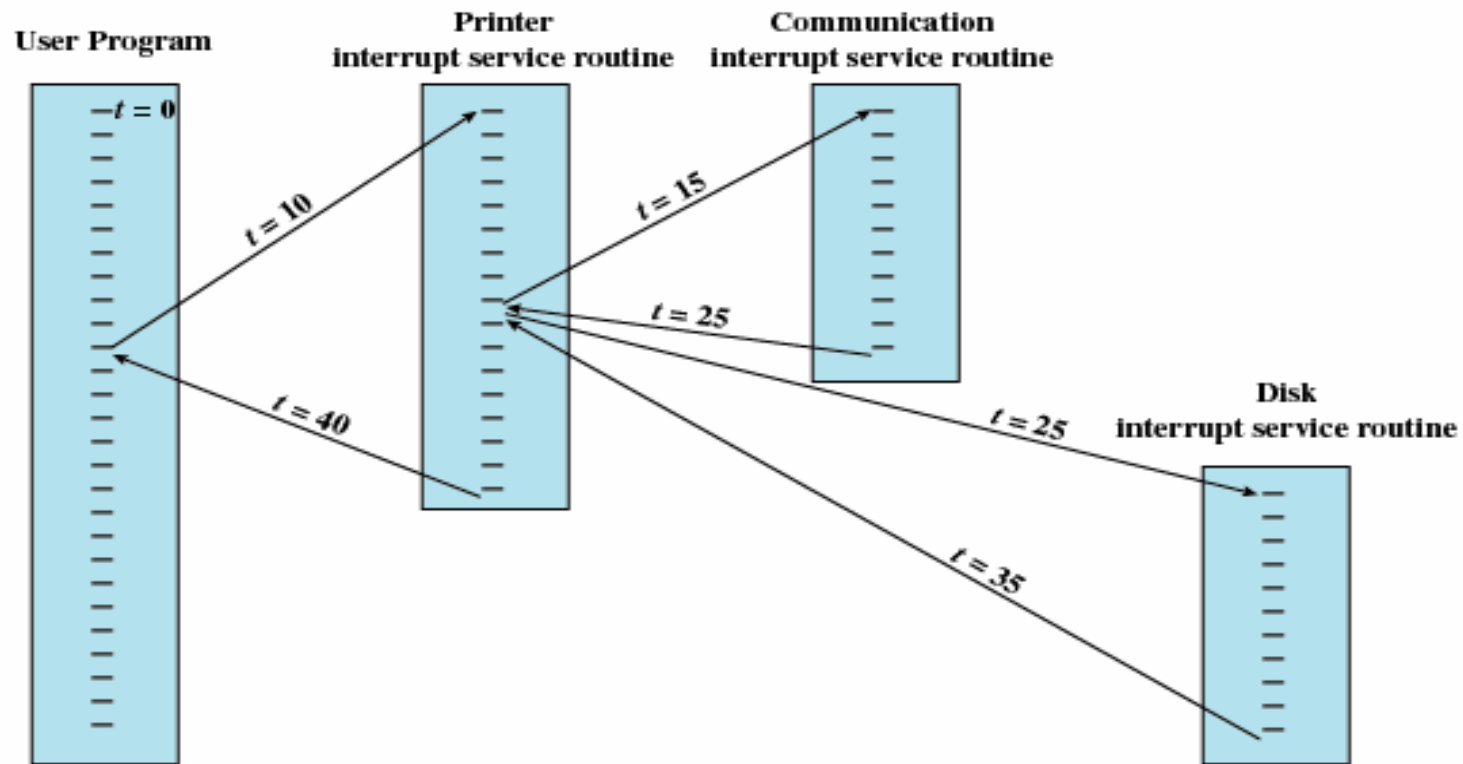 User Program
Printer
interrupt service routine
Communication
interrupt service routine
t = 0
t = 10
t = 15
t = 25
t = 40
t = 25
Disk
interrupt service routine
t = 35